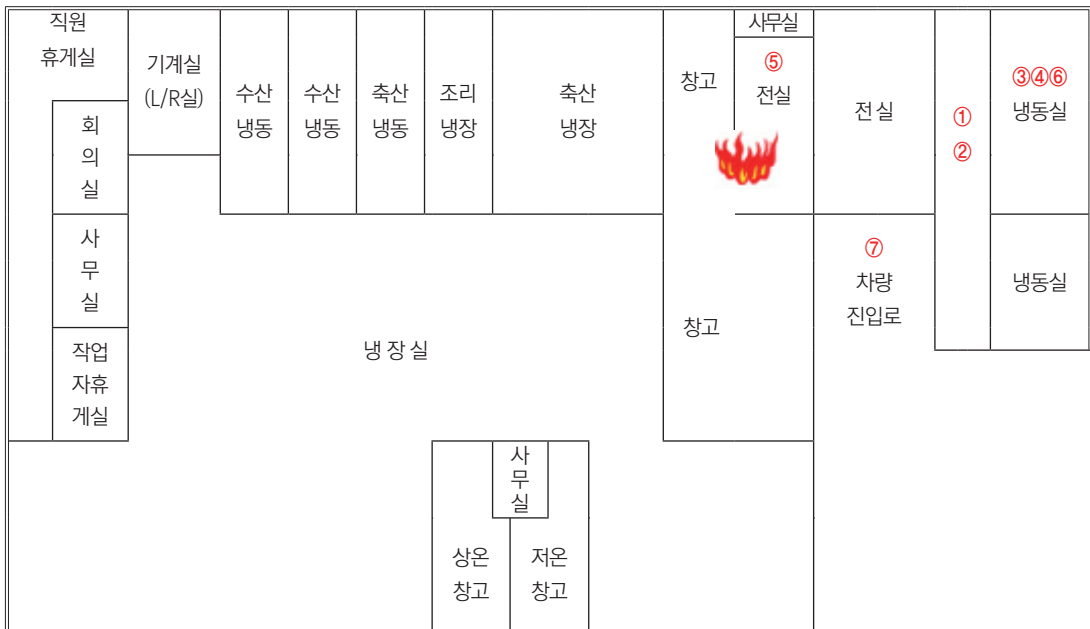 직원
휴게실
기계실
(L/R실)
수산
냉동
수산
냉동
축산
냉동
조리
냉장
축산
냉장
창고
사무실
⑤
전실
전 실
①
②
③④⑥
냉동실
회
의
실
사
무
실
작업
자휴
게실
냉 장 실
창고
⑦
차량
진입로
냉동실
사
무
실
상온
창고
저온
창고